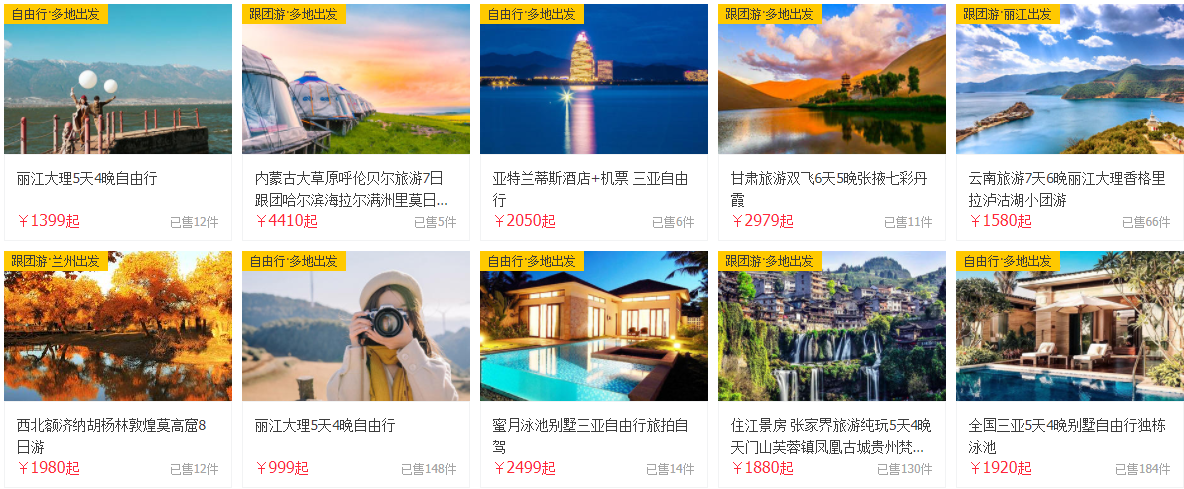 自由行·多地出发
跟团游·多地出发
自由行·多地出发
跟团游·多地出发
跟团游·丽江出发
丽江大理5天4晚自由行
¥1399起
已售12件
内蒙古大草原呼伦贝尔旅游7日
跟团哈尔滨海拉尔满洲里莫日...
¥4410起
已售5件
亚特兰蒂斯酒店+机票 三亚自由
行
¥2050起
已售6件
甘肃旅游双飞6天5晚张掖七彩丹
霞
¥2979起
已售11件
云南旅游7天6晚丽江大理香格里
拉泸沽湖小团游
¥1580起
已售66件
跟团游·兰州出发
自由行·多地出发
自由行·多地出发
跟团游·多地出发
自由行·多地出发
西北额济纳胡杨林敦煌莫高窟8
日游
¥1980起
已售12件
丽江大理5天4晚自由行
¥999起
已售148件
蜜月泳池别墅三亚自由行旅拍自
驾
¥2499起
已售14件
住江景房 张家界旅游纯玩5天4晚
天门山芙蓉镇凤凰古城贵州梵...
¥1880起
已售130件
全国三亚5天4晚别墅自由行独栋
泳池
¥1920起
已售184件